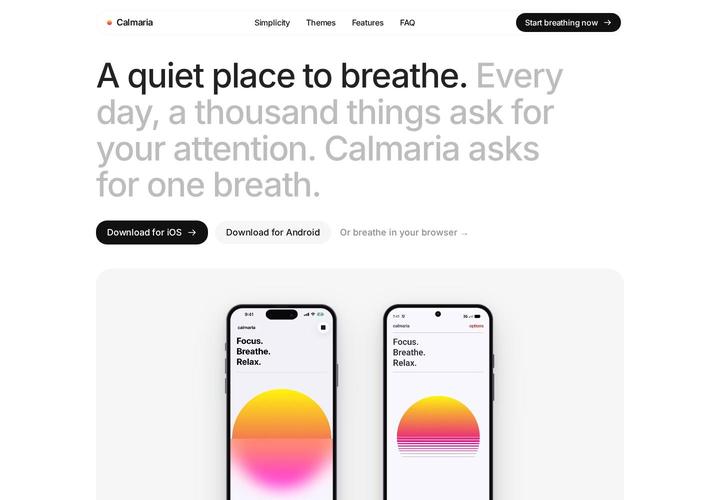 Calmaria
Simplicity
Themes
Features
FAQ
Start breathing now →
A quiet place to breathe. Every
day, a thousand things ask for
your attention. Calmaria asks
for one breath.
Download for iOS →
Download for Android
Or breathe in your browser →
9:41
calmaria
Focus.
Breathe.
Relax.
calmaria
options
Focus.
Breathe.
Relax.